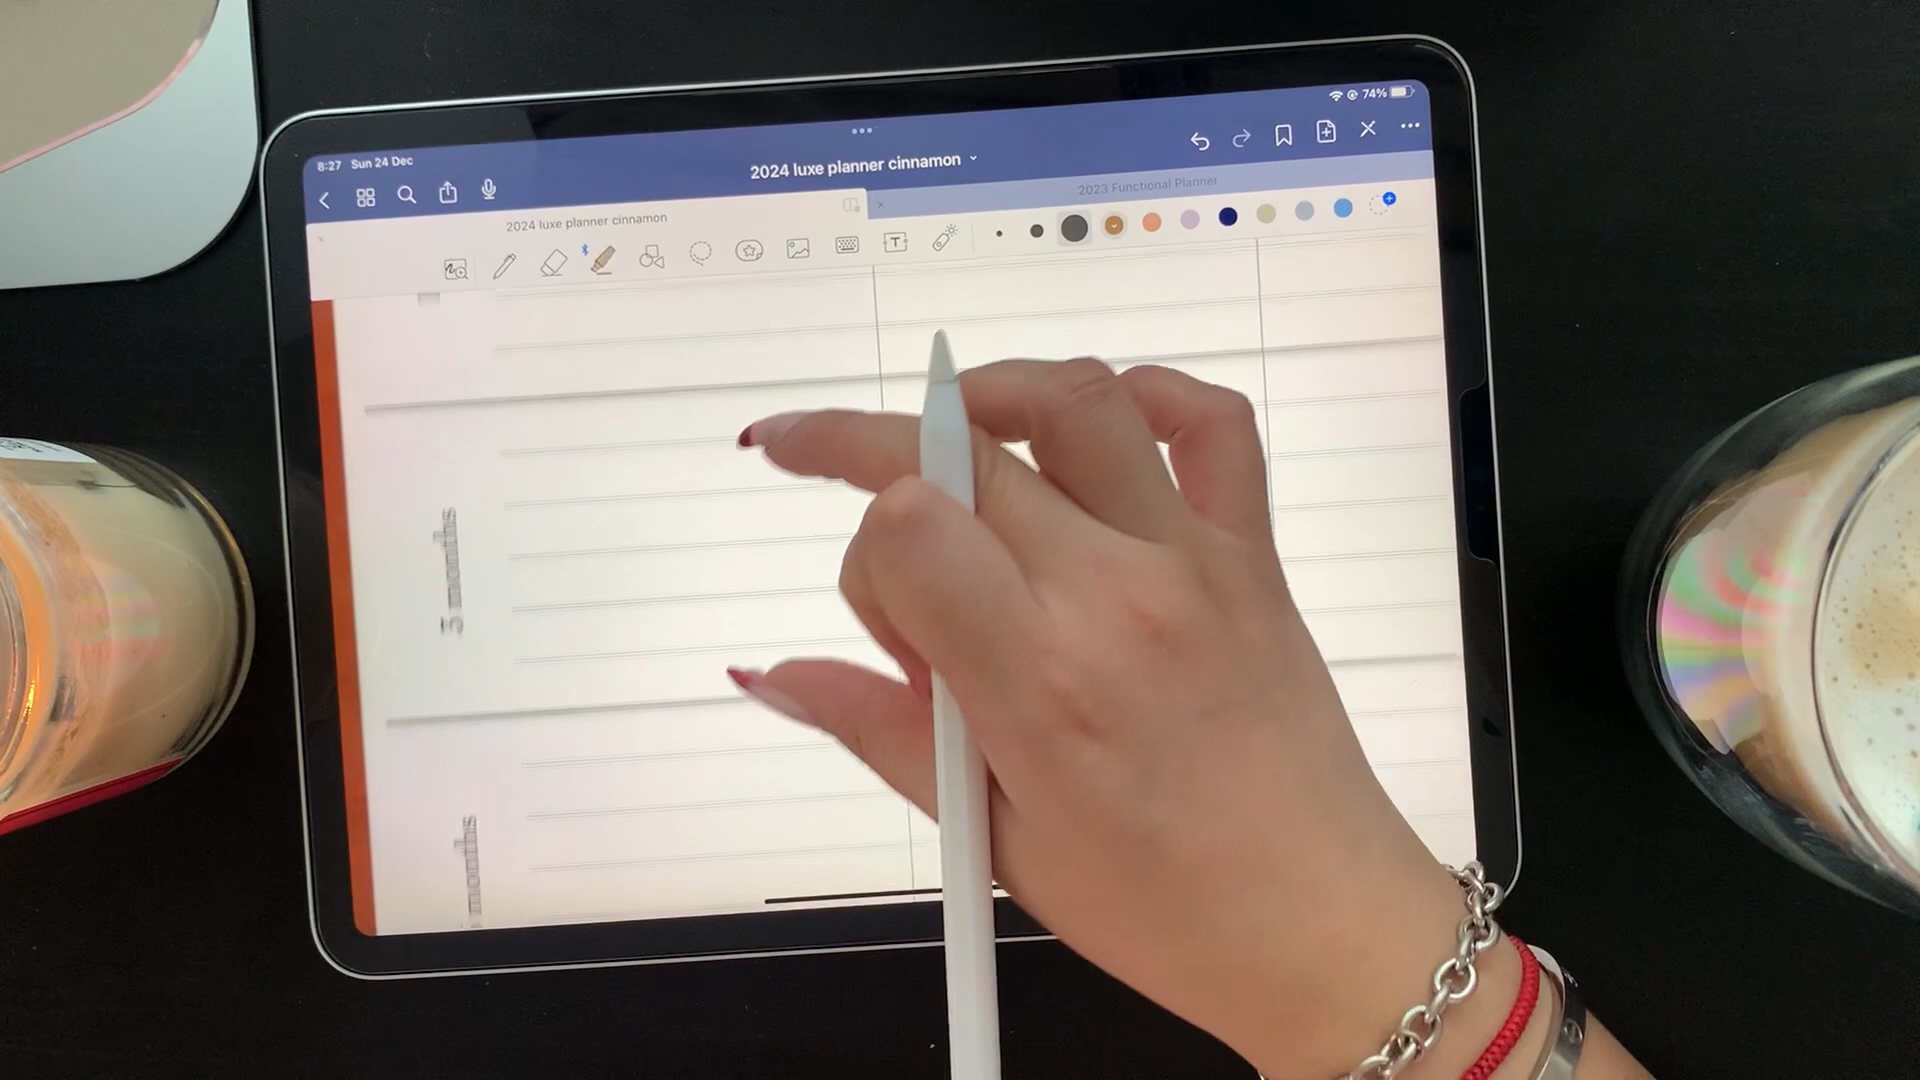 8:27 Sun 24 Dec
74%
2024 luxe planner cinnamon
2024 luxe planner cinnamon
2023 Functional Planner
T
3 months
months